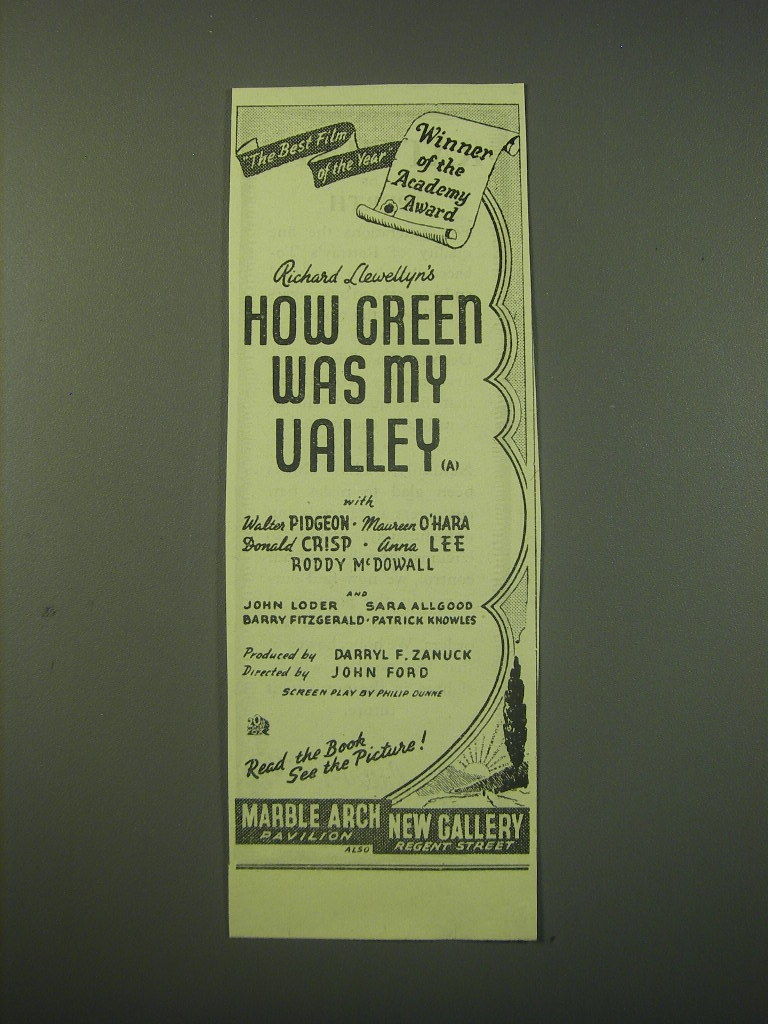 "The Best Film
of the Year"
Winner
of the
Academy
Award
Richard Llewellyn's
HOW GREEN
WAS MY
VALLEY (A)
with
Walter PIDGEON · Maureen O'HARA
Donald CRISP · Anna LEE
RODDY McDOWALL
AND
JOHN LODER SARA ALLGOOD
BARRY FITZGERALD · PATRICK KNOWLES
Produced by DARRYL F. ZANUCK
Directed by JOHN FORD
SCREEN PLAY BY PHILIP DUNNE
Read the Book
See the Picture!
MARBLE ARCH
PAVILION
ALSO
NEW GALLERY
REGENT STREET